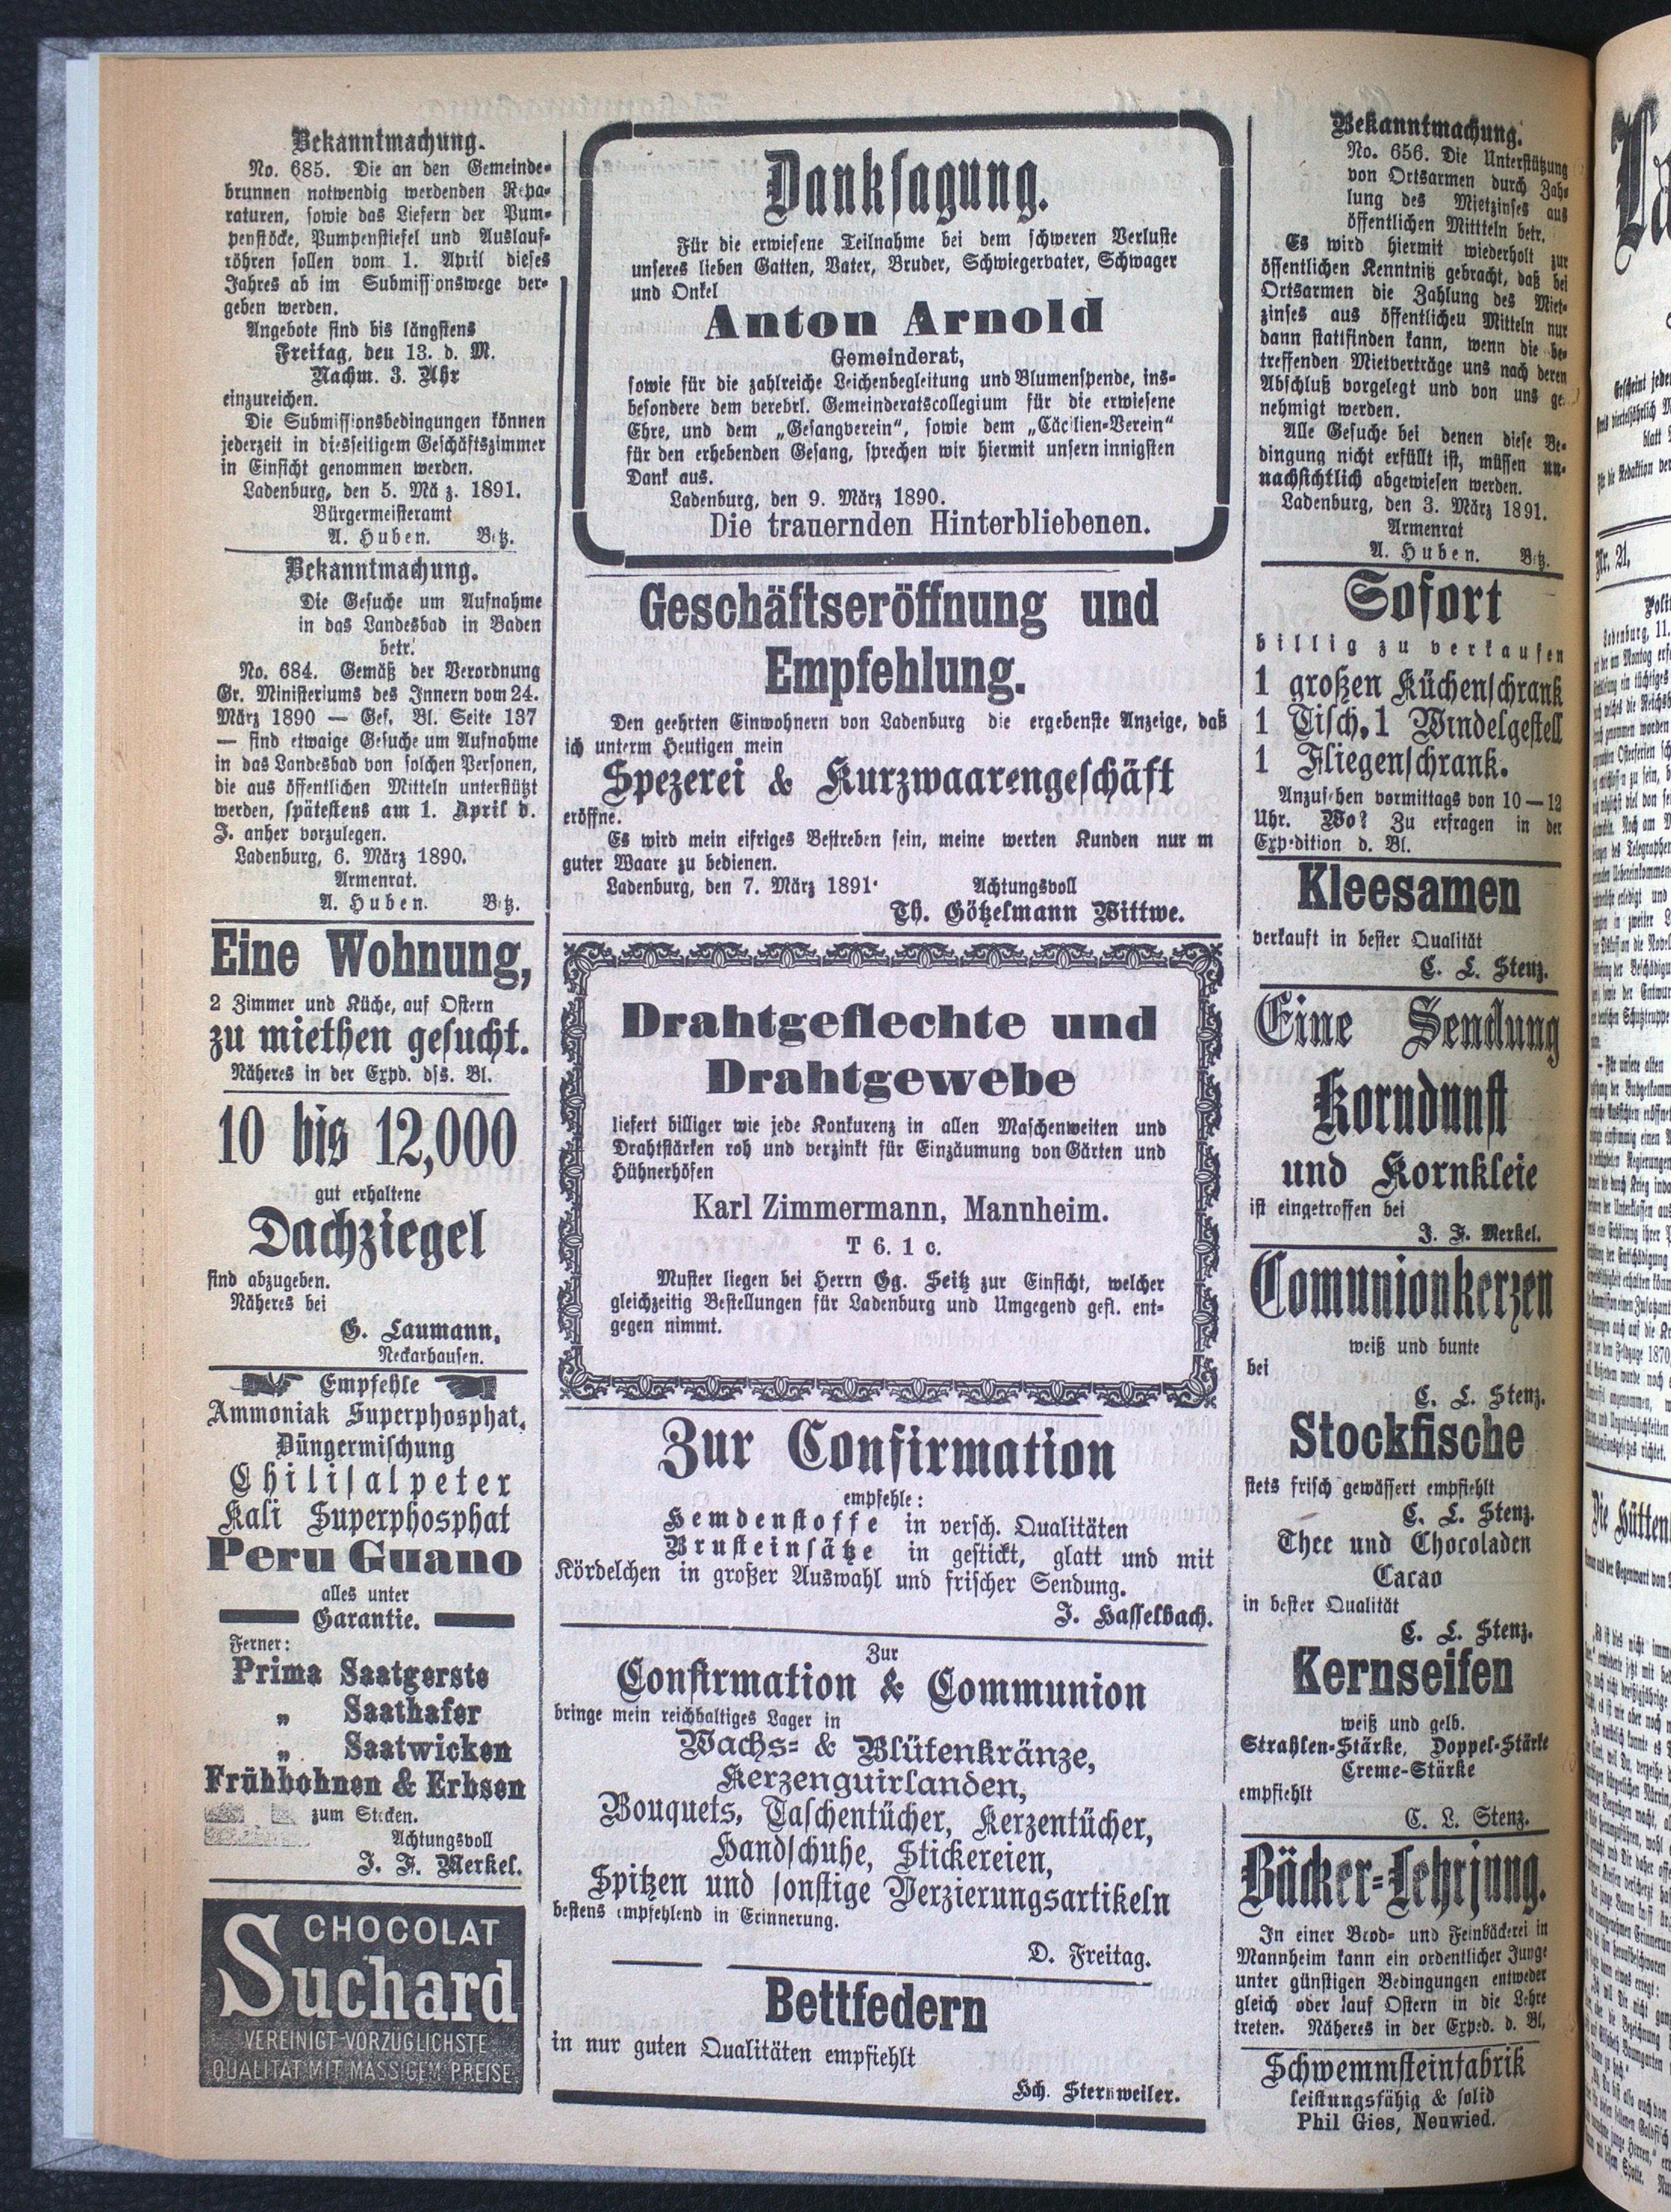 Bekanntmachung.
No. 685. Die an den Gemeinde-
brunnen notwendig werdenden Repa-
raturen, sowie das Liefern der Pum-
penstöcke, Pumpenstiefel und Auslauf-
röhren sollen vom 1. April dieses
Jahres ab im Submissionswege ver-
geben werden.
Angebote sind bis längstens
Freitag, den 13. d. M.
Nachm. 3. Uhr
einzureichen.
Die Submissionsbedingungen können
jederzeit in diesseitigem Geschäftszimmer
in Einsicht genommen werden.
Ladenburg, den 5. Mä z. 1891.
Bürgermeisteramt
A. Huben. Betz.
Bekanntmachung.
Die Gesuche um Aufnahme
in das Landesbad in Baden
betr.
No. 684. Gemäß der Verordnung
Gr. Ministeriums des Innern vom 24.
März 1890 — Ges. Bl. Seite 137
— sind etwaige Gesuche um Aufnahme
in das Landesbad von solchen Personen,
die aus öffentlichen Mitteln unterstützt
werden, spätestens am 1. April d.
J. anher vorzulegen.
Ladenburg, 6. März 1890.
Armenrat.
A. Huben. Betz.
Eine Wohnung,
2 Zimmer und Küche, auf Ostern
zu miethen gesucht.
Näheres in der Expd. dss. Bl.
10 bis 12,000
gut erhaltene
Dachziegel
sind abzugeben.
Näheres bei
G. Laumann,
Neckarhausen.
Empfehle
Ammoniak Superphosphat,
Düngermischung
Chilisalpeter
Kali Superphosphat
Peru Guano
alles unter
Garantie.
Ferner:
Prima Saatgerste
„ Saathafer
„ Saatwicken
Frühbohnen & Erbsen
zum Stecken.
Achtungsvoll
J. F. Merkel.
CHOCOLAT
Suchard
VEREINIGT VORZÜGLICHSTE
QUALITÄT MIT MÄSSIGEM PREISE
Danksagung.
Für die erwiesene Teilnahme bei dem schweren Verluste
unseres lieben Gatten, Vater, Bruder, Schwiegervater, Schwager
und Onkel
Anton Arnold
Gemeinderat,
sowie für die zahlreiche Leichenbegleitung und Blumenspende, ins-
besondere dem verehrl. Gemeinderatscollegium für die erwiesene
Ehre, und dem „Gesangverein“, sowie dem „Cäcilien-Verein“
für den erhebenden Gesang, sprechen wir hiermit unsern innigsten
Dank aus.
Ladenburg, den 9. März 1890.
Die trauernden Hinterbliebenen.
Geschäftseröffnung und
Empfehlung.
Den geehrten Einwohnern von Ladenburg die ergebenste Anzeige, daß
ich unterm Heutigen mein
Spezerei & Kurzwaarengeschäft
eröffne.
Es wird mein eifriges Bestreben sein, meine werten Kunden nur m
guter Waare zu bedienen.
Ladenburg, den 7. März 1891. Achtungsvoll
Th. Götzelmann Wittwe.
Drahtgeflechte und
Drahtgewebe
liefert billiger wie jede Konkurenz in allen Maschenweiten und
Drahtstärken roh und verzinkt für Einzäumung von Gärten und
Hühnerhöfen
Karl Zimmermann, Mannheim.
T 6. 1 c.
Muster liegen bei Herrn Gg. Seitz zur Einsicht, welcher
gleichzeitig Bestellungen für Ladenburg und Umgegend gefl. ent-
gegen nimmt.
Zur Confirmation
empfehle:
Hemdenstoffe in versch. Qualitäten
Brusteinsätze in gestickt, glatt und mit
Kördelchen in großer Auswahl und frischer Sendung.
J. Hasselbach.
Zur
Confirmation & Communion
bringe mein reichhaltiges Lager in
Wachs- & Blütenkränze,
Kerzenguirlanden,
Bouquets, Taschentücher, Kerzentücher,
Handschuhe, Stickereien,
Spitzen und sonstige Verzierungsartikeln
bestens empfehlend in Erinnerung.
D. Freitag.
Bettfedern
in nur guten Qualitäten empfiehlt
Hch. Sternweiler.
Bekanntmachung.
No. 656. Die Unterstützung
von Ortsarmen durch Zah-
lung des Mietzinses aus
öffentlichen Mittteln betr.
Es wird hiermit wiederholt zur
öffentlichen Kenntniß gebracht, daß bei
Ortsarmen die Zahlung des Miet-
zinses aus öffentlicheu Mitteln nur
dann stattfinden kann, wenn die be-
treffenden Mietverträge uns nach deren
Abschluß vorgelegt und von uns ge
nehmigt werden.
Alle Gesuche bei denen diese Be-
dingung nicht erfüllt ist, müssen un-
nachsichtlich abgewiesen werden.
Ladenburg, den 3. März 1891.
Armenrat
A. Huben. Betz.
Sofort
billig zu verkaufen
1 großen Küchenschrank
1 Tisch, 1 Windelgestell
1 Fliegenschrank.
Anzusehen vormittags von 10—12
Uhr. Wo? Zu erfragen in der
Expedition d. Bl.
Kleesamen
verkauft in bester Qualität
C. L. Stenz.
Eine Sendung
Korndunst
und Kornkleie
ist eingetroffen bei
J. F. Merkel.
Comunionkerzen
weiß und bunte
bei
C. L. Stenz.
Stockfische
stets frisch gewässert empfiehlt
C. L. Stenz.
Thee und Chocoladen
Cacao
in bester Qualität
C. L. Stenz.
Kernseifen
weiß und gelb.
Strahlen-Stärke, Doppel-Stärke
Creme-Stärke
empfiehlt
C. L. Stenz.
Bäcker-Lehrjung.
In einer Brod- und Feinbäckerei in
Mannheim kann ein ordentlicher Junge
unter günstigen Bedingungen entweder
gleich oder auf Ostern in die Lehre
treten. Näheres in der Exped. d. Bl.
Schwemmsteinfabrik
leistungsfähig & solid
Phil Gies, Neuwied.
Nr. 21.